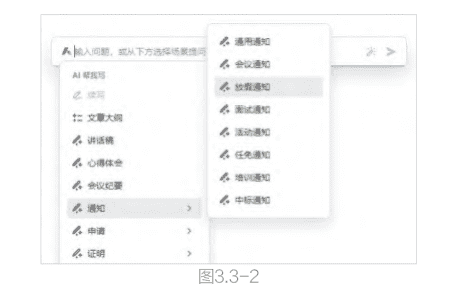 输入问题，或从下方选择场景提问
AI 帮我写
续写
文章大纲
讲话稿
心得体会
会议纪要
通知
申请
证明
通用通知
会议通知
放假通知
面试通知
活动通知
任免通知
培训通知
中标通知
图3.3-2